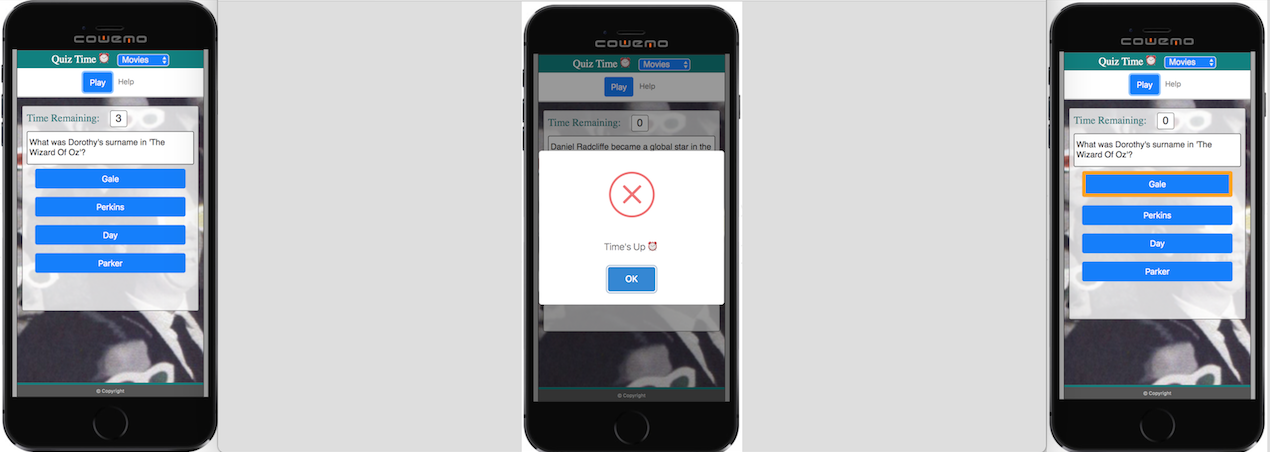 cowemo
Quiz Time ⏰ Movies
Play Help
Time Remaining: 3
What was Dorothy's surname in 'The
Wizard Of Oz'?
Gale
Perkins
Day
Parker
© Copyright
cowemo
Quiz Time ⏰ Movies
Play Help
Time Remaining: 0
Daniel Radcliffe became a global star in the
Time's Up ⏰
OK
© Copyright
cowemo
Quiz Time ⏰ Movies
Play Help
Time Remaining: 0
What was Dorothy's surname in 'The
Wizard Of Oz'?
Gale
Perkins
Day
Parker
© Copyright